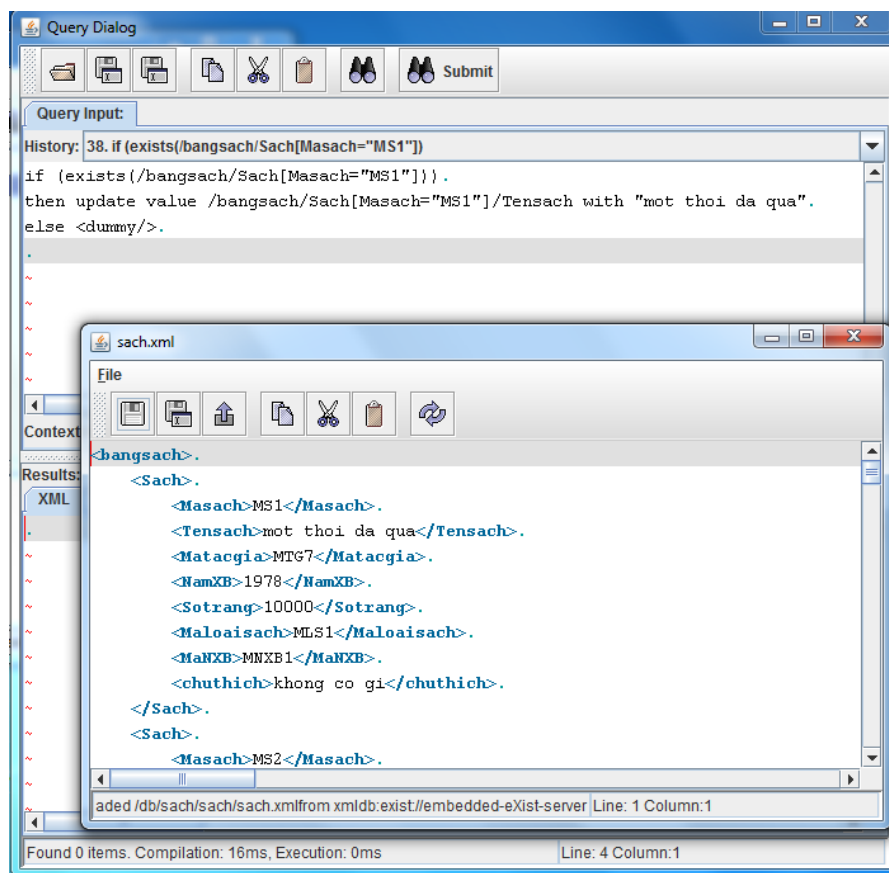 Query Dialog
Submit
Query Input:
History: 38. if (exists(/bangsach/Sach[Masach="MS1"])
if (exists(/bangsach/Sach[Masach="MS1"])).
then update value /bangsach/Sach[Masach="MS1"]/Tensach with "mot thoi da qua".
else <dummy/>.
.
~
~
~
~
~
Context
Results:
XML
.
~
~
~
~
~
~
~
~
~
~
~
sach.xml
File
<bangsach>.
<Sach>.
<Masach>MS1</Masach>.
<Tensach>mot thoi da qua</Tensach>.
<Matacgia>MTG7</Matacgia>.
<NamXB>1978</NamXB>.
<Sotrang>10000</Sotrang>.
<Maloaisach>MLS1</Maloaisach>.
<MaNXB>MNXB1</MaNXB>.
<chuthich>khong co gi</chuthich>.
</Sach>.
<Sach>.
<Masach>MS2</Masach>.
aded /db/sach/sach/sach.xmlfrom xmldb:exist://embedded-eXist-server Line: 1 Column:1
Found 0 items. Compilation: 16ms, Execution: 0ms Line: 4 Column:1